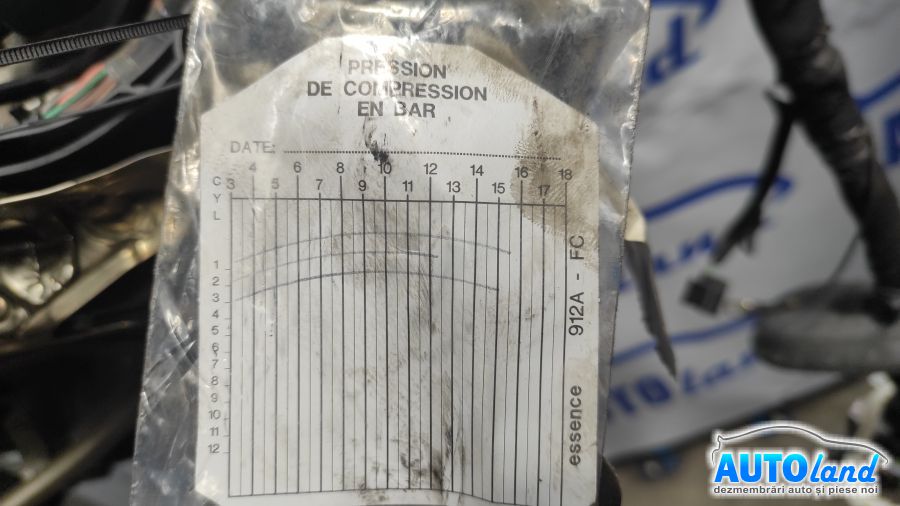 PRESSION
DE COMPRESSION
EN BAR
DATE:
4 6 8 10 12 14 16 18
3 5 7 9 11 13 15 17
CYL
1
2
3
4
5
6
7
8
9
10
11
12
essence 912A - FC
AUTOland
dezmembrări auto și piese noi